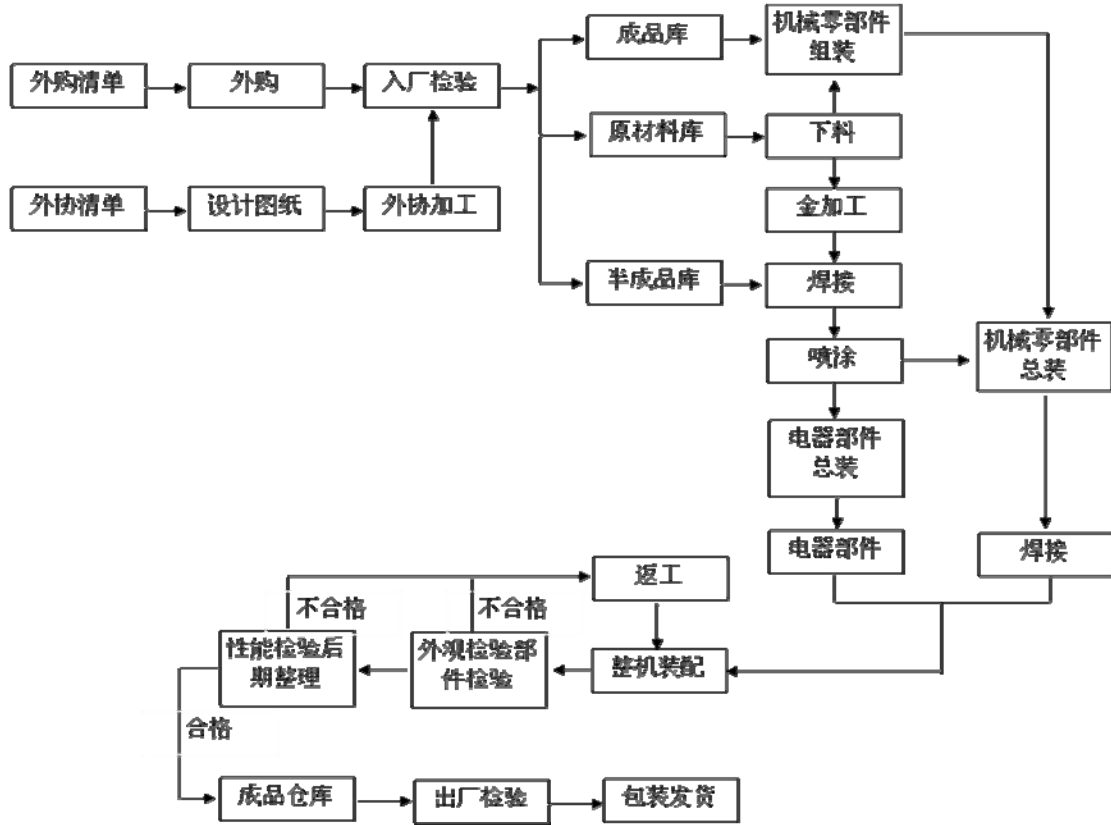 成品库
机械零部件
组装
外购清单
外购
入厂检验
原材料库
下料
外协清单
设计图纸
外协加工
金加工
半成品库
焊接
喷涂
机械零部件
总装
电器部件
总装
电器部件
焊接
返工
不合格
不合格
性能检验后
期整理
外观检验部
件检验
整机装配
合格
成品仓库
出厂检验
包装发货